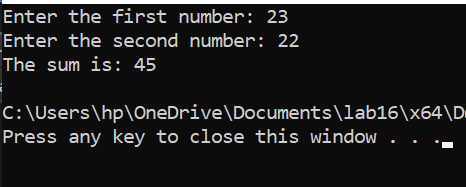 Enter the first number: 23
Enter the second number: 22
The sum is: 45
C:\Users\hp\OneDrive\Documents\lab16\x64\D
Press any key to close this window . . .